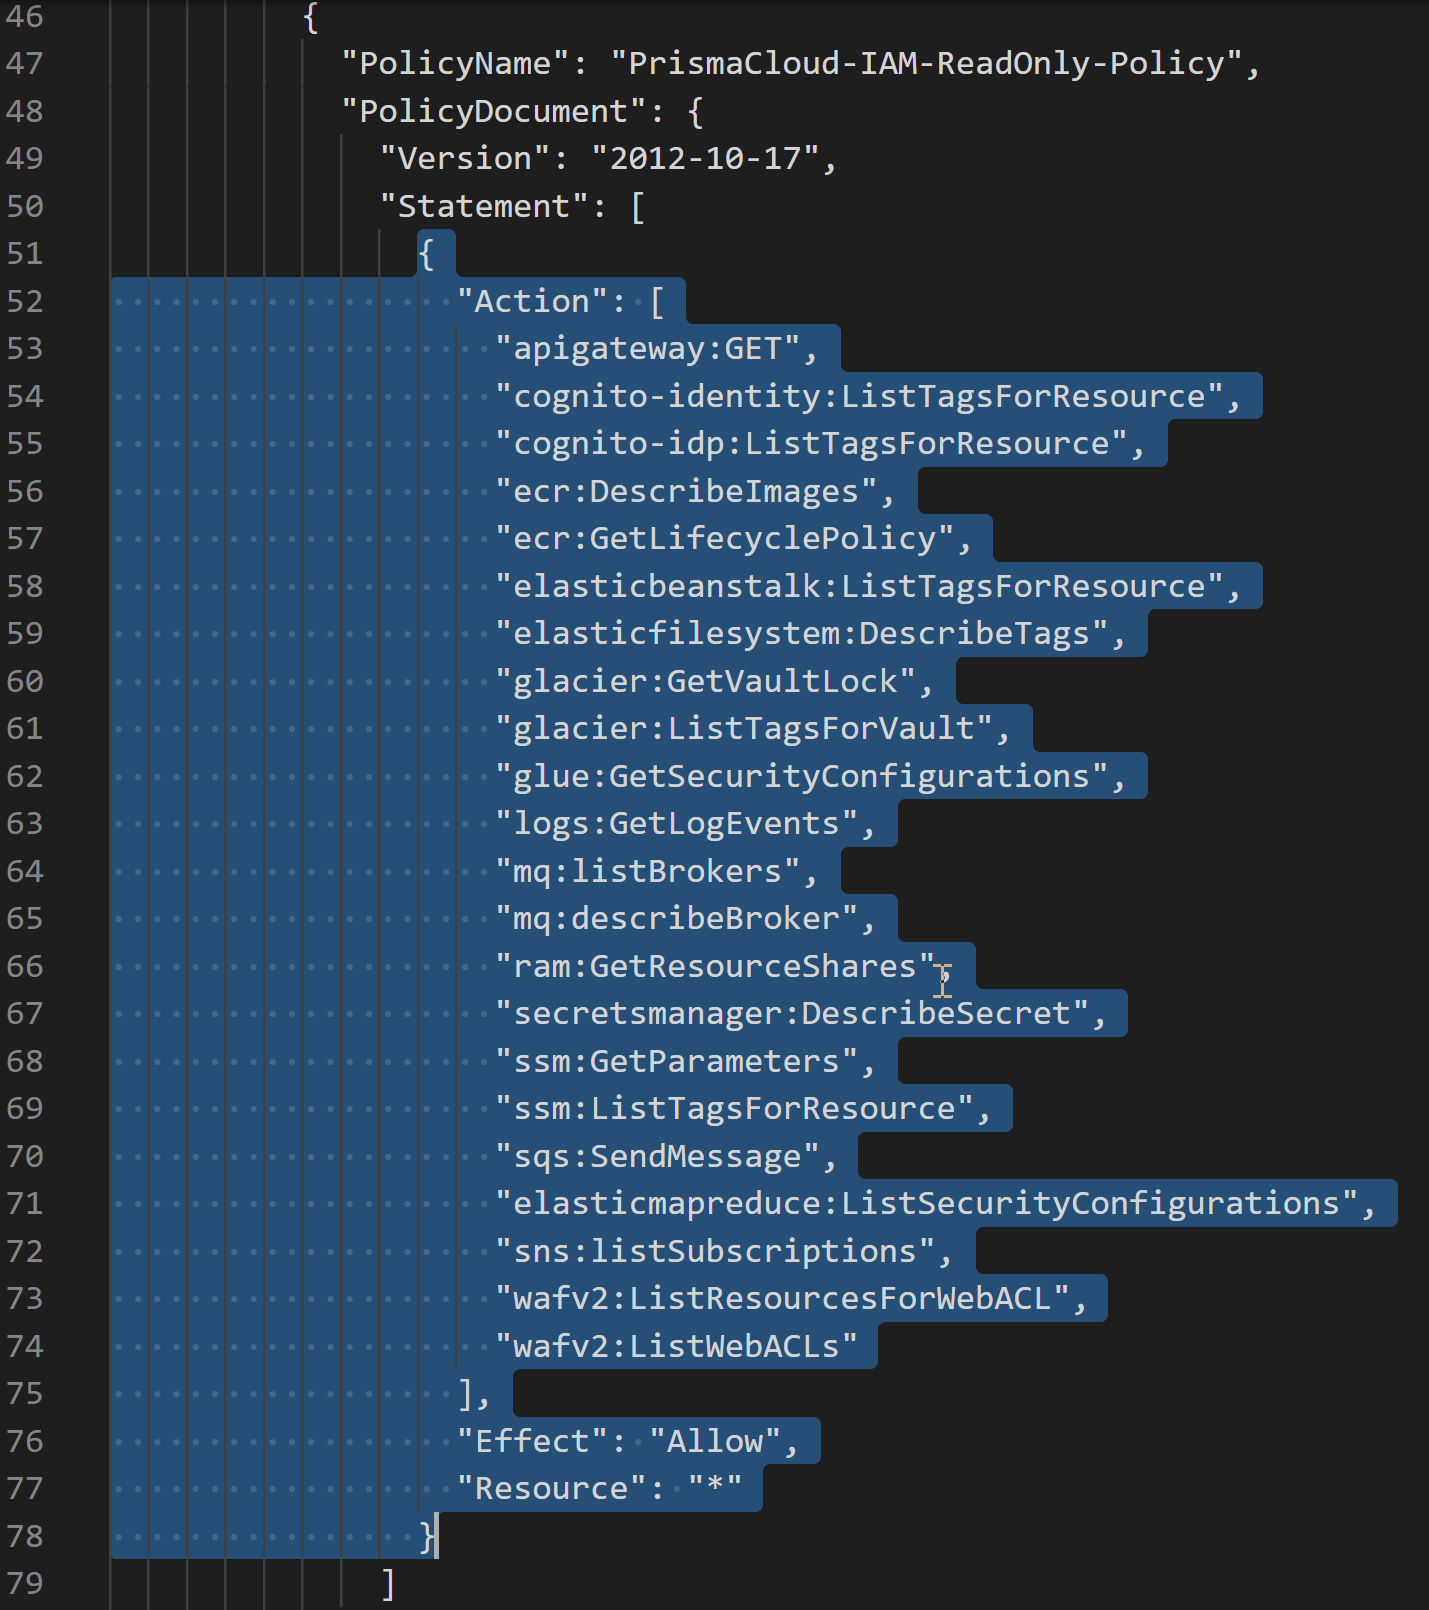 46 {
47 "PolicyName": "PrismaCloud-IAM-ReadOnly-Policy",
48 "PolicyDocument": {
49 "Version": "2012-10-17",
50 "Statement": [
51 {
52 "Action": [
53 "apigateway:GET",
54 "cognito-identity:ListTagsForResource",
55 "cognito-idp:ListTagsForResource",
56 "ecr:DescribeImages",
57 "ecr:GetLifecyclePolicy",
58 "elasticbeanstalk:ListTagsForResource",
59 "elasticfilesystem:DescribeTags",
60 "glacier:GetVaultLock",
61 "glacier:ListTagsForVault",
62 "glue:GetSecurityConfigurations",
63 "logs:GetLogEvents",
64 "mq:listBrokers",
65 "mq:describeBroker",
66 "ram:GetResourceShares",
67 "secretsmanager:DescribeSecret",
68 "ssm:GetParameters",
69 "ssm:ListTagsForResource",
70 "sqs:SendMessage",
71 "elasticmapreduce:ListSecurityConfigurations",
72 "sns:listSubscriptions",
73 "wafv2:ListResourcesForWebACL",
74 "wafv2:ListWebACLs"
75 ],
76 "Effect": "Allow",
77 "Resource": "*"
78 }
79 ]